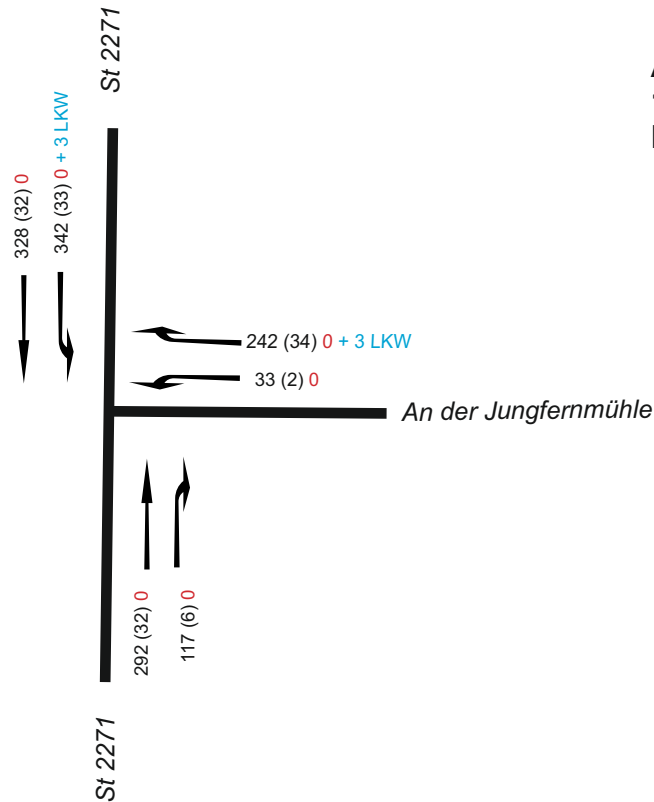 St 2271
328 (32) 0
342 (33) 0 + 3 LKW
242 (34) 0 + 3 LKW
33 (2) 0
An der Jungfernmühle
292 (32) 0
117 (6) 0
St 2271